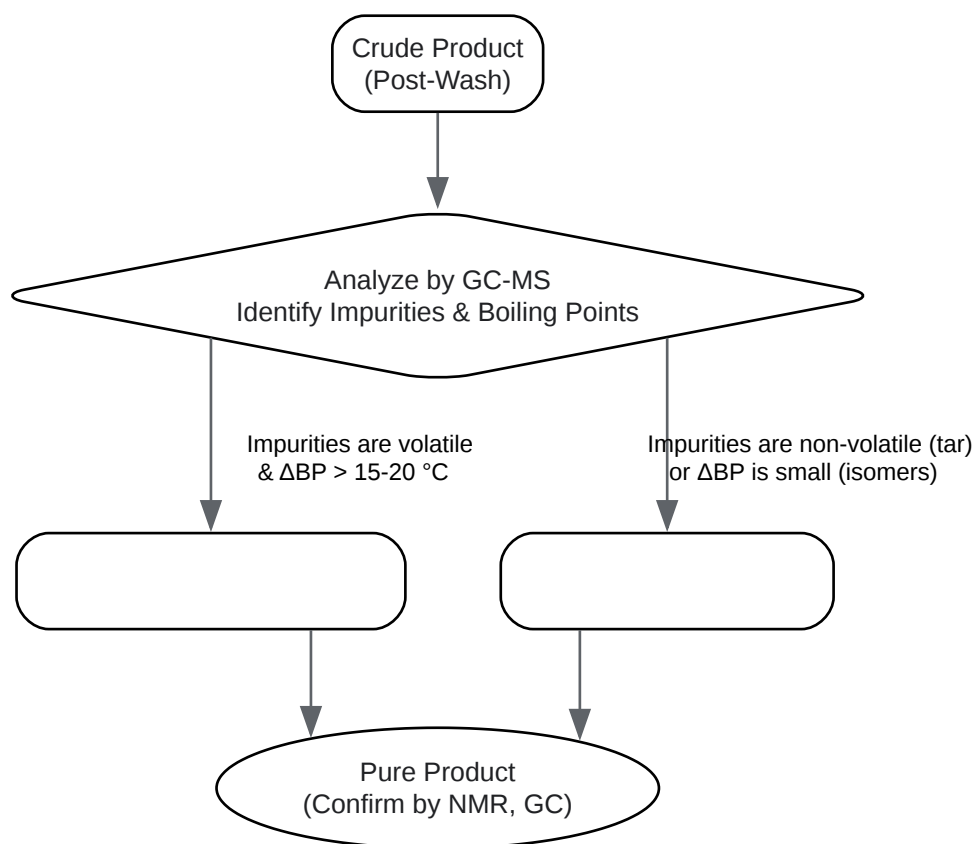 Crude Product
(Post-Wash)
Analyze by GC-MS
Identify Impurities & Boiling Points
Impurities are volatile
& ΔBP > 15-20 °C
Impurities are non-volatile (tar)
or ΔBP is small (isomers)
Pure Product
(Confirm by NMR, GC)